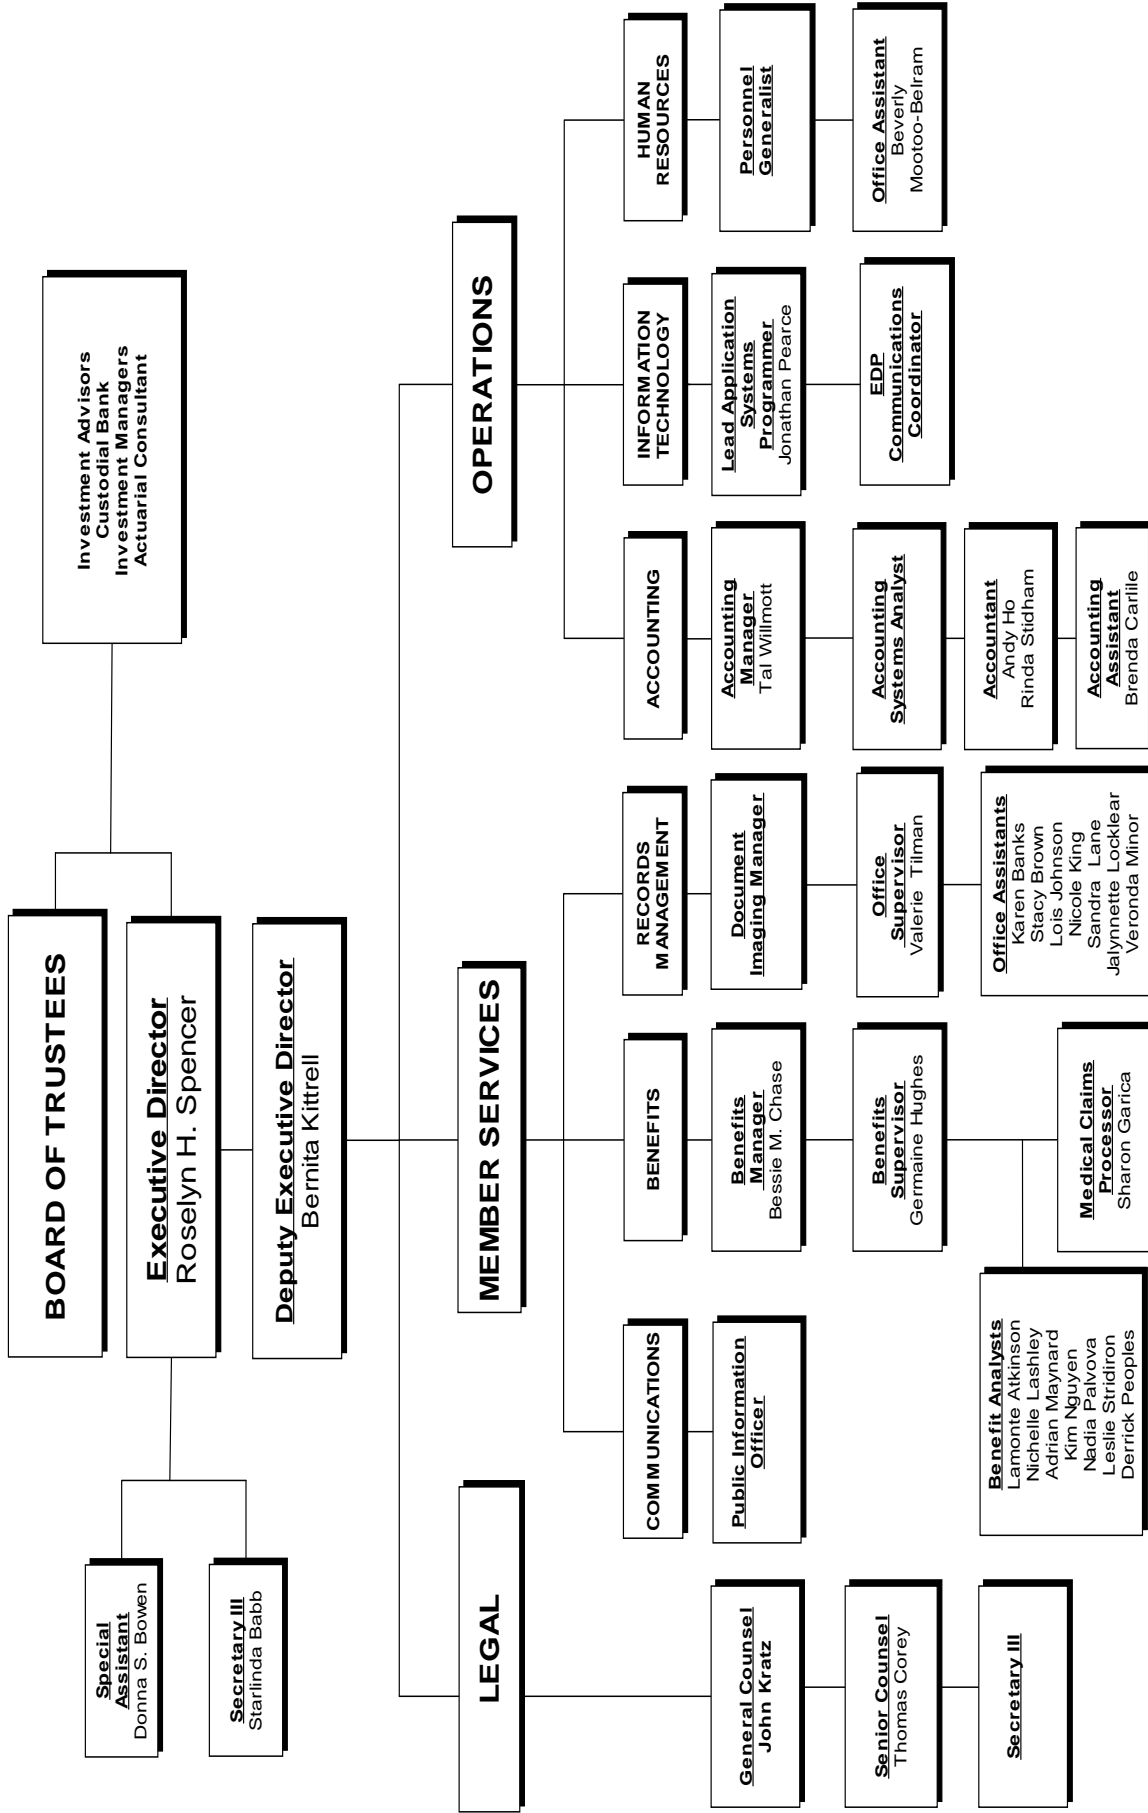 BOARD OF TRUSTEES
Investment Advisors
Custodial Bank
Investment Managers
Actuarial Consultant
Executive Director
Roselyn H. Spencer
Special
Assistant
Donna S. Bowen
Secretary III
Starlinda Babb
Deputy Executive Director
Bernita Kittrell
LEGAL
MEMBER SERVICES
OPERATIONS
General Counsel
John Kratz
Senior Counsel
Thomas Corey
Secretary III
COMMUNICATIONS
Public Information
Officer
BENEFITS
Benefits
Manager
Bessie M. Chase
Benefits
Supervisor
Germaine Hughes
Benefit Analysts
Lamonte Atkinson
Nichelle Lashley
Adrian Maynard
Kim Nguyen
Nadia Palvova
Leslie Stridiron
Derrick Peoples
Medical Claims
Processor
Sharon Garica
RECORDS
MANAGEMENT
Document
Imaging Manager
Office
Supervisor
Valerie Tilman
Office Assistants
Karen Banks
Stacy Brown
Lois Johnson
Nicole King
Sandra Lane
Jalynnette Locklear
Veronda Minor
ACCOUNTING
Accounting
Manager
Tal Willmott
Accounting
Systems Analyst
Accountant
Andy Ho
Rinda Stidham
Accounting
Assistant
Brenda Carlile
INFORMATION
TECHNOLOGY
Lead Application
Systems
Programmer
Jonathan Pearce
EDP
Communications
Coordinator
HUMAN
RESOURCES
Personnel
Generalist
Office Assistant
Beverly
Mootoo-Belram